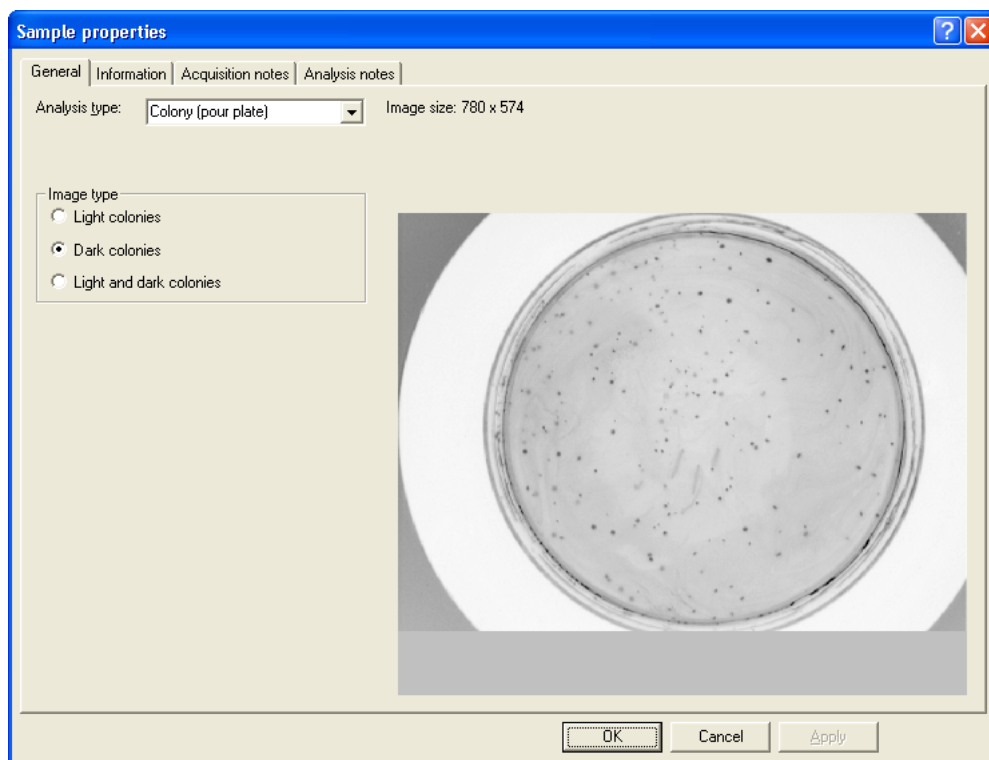 Sample properties
General Information Acquisition notes Analysis notes
Analysis type: Colony (pour plate) Image size: 780 x 574
Image type
Light colonies
Dark colonies
Light and dark colonies
OK Cancel Apply